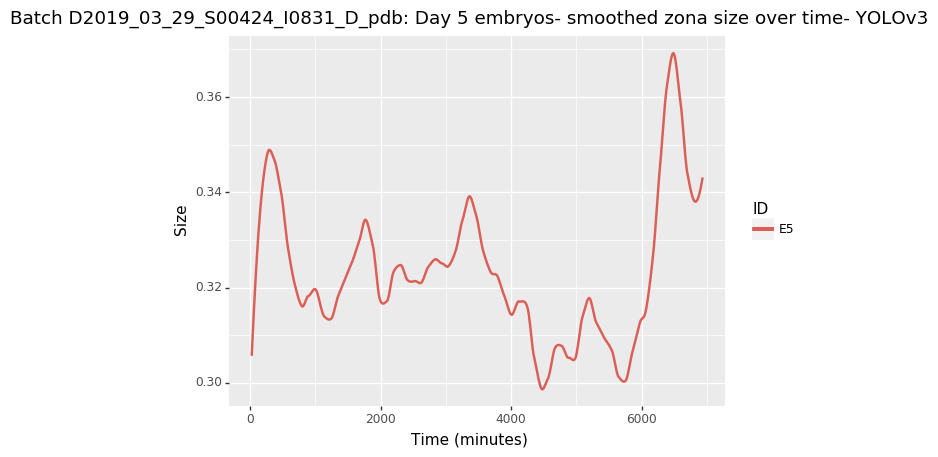 Batch D2019_03_29_S00424_I0831_D_pdb: Day 5 embryos- smoothed zona size over time- YOLOv3
0.36
0.34
0.32
0.30
Size
0
2000
4000
6000
Time (minutes)
ID
E5